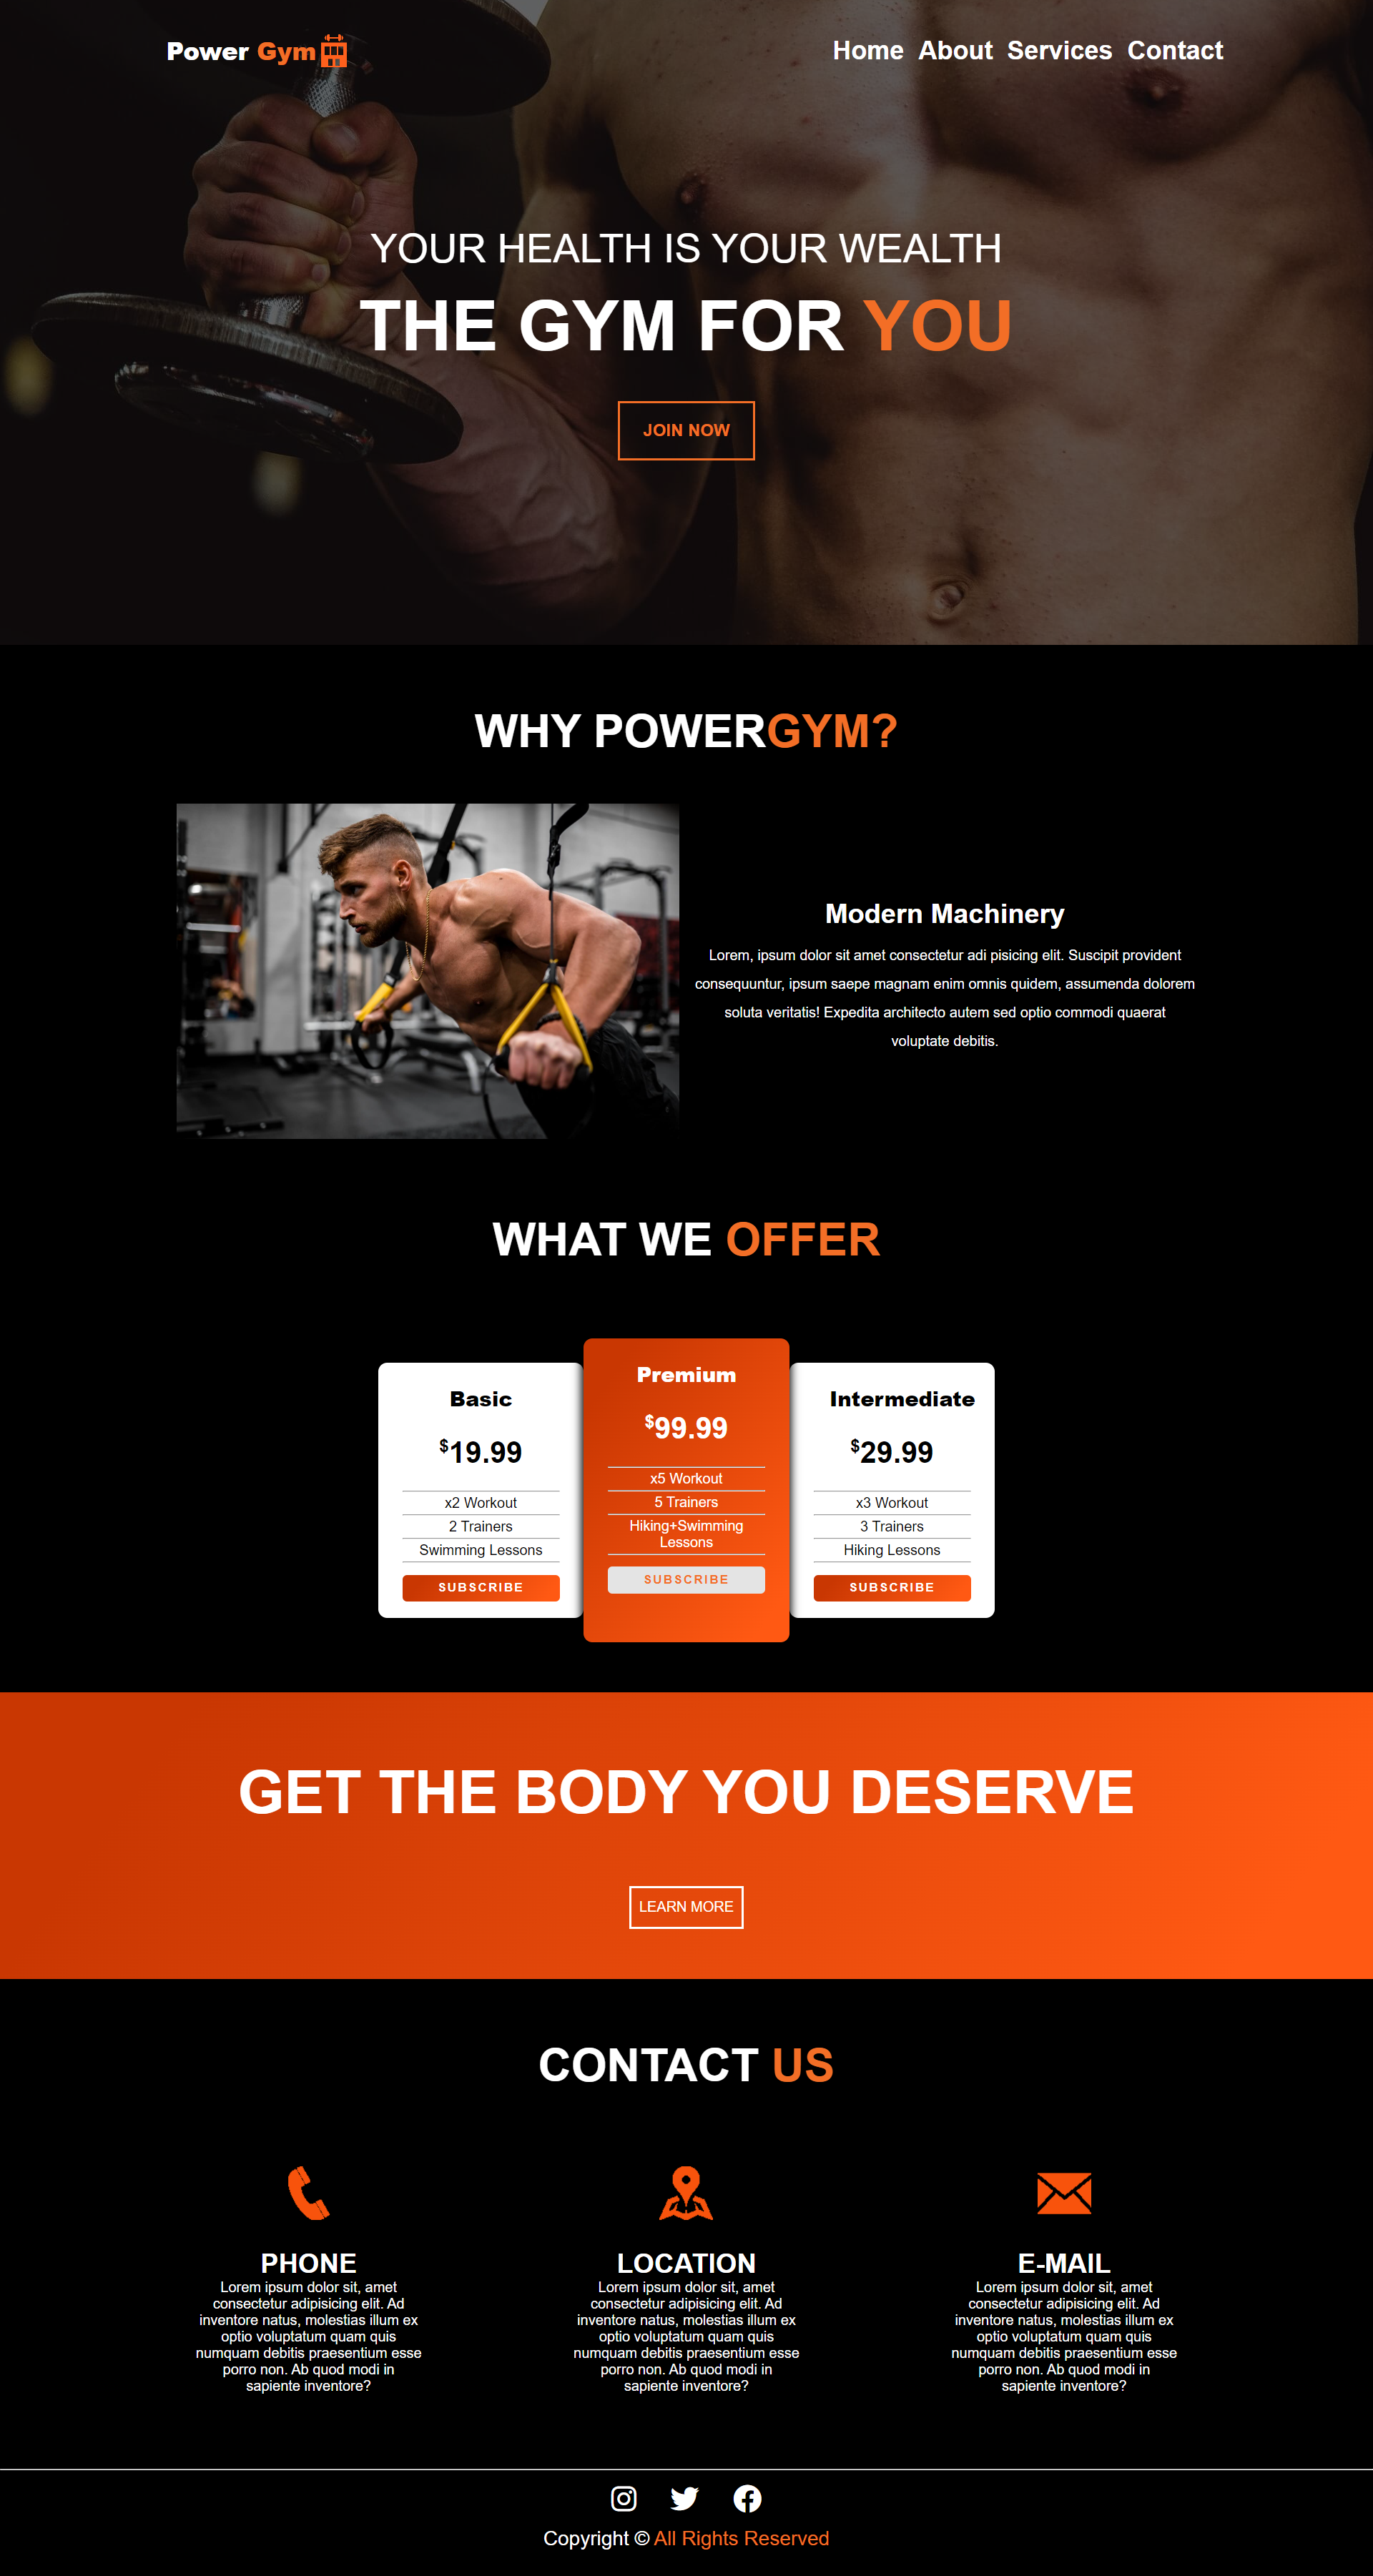 Power Gym
Home About Services Contact
YOUR HEALTH IS YOUR WEALTH
THE GYM FOR YOU
JOIN NOW
WHY POWERGYM?
Modern Machinery
Lorem, ipsum dolor sit amet consectetur adi pisicing elit. Suscipit provident
consequuntur, ipsum saepe magnam enim omnis quidem, assumenda dolorem
soluta veritatis! Expedita architecto autem sed optio commodi quaerat
voluptate debitis.
WHAT WE OFFER
Basic
$19.99
x2 Workout
2 Trainers
Swimming Lessons
SUBSCRIBE
Premium
$99.99
x5 Workout
5 Trainers
Hiking+Swimming
Lessons
SUBSCRIBE
Intermediate
$29.99
x3 Workout
3 Trainers
Hiking Lessons
SUBSCRIBE
GET THE BODY YOU DESERVE
LEARN MORE
CONTACT US
PHONE
Lorem ipsum dolor sit, amet
consectetur adipisicing elit. Ad
inventore natus, molestias illum ex
optio voluptatum quam quis
numquam debitis praesentium esse
porro non. Ab quod modi in
sapiente inventore?
LOCATION
Lorem ipsum dolor sit, amet
consectetur adipisicing elit. Ad
inventore natus, molestias illum ex
optio voluptatum quam quis
numquam debitis praesentium esse
porro non. Ab quod modi in
sapiente inventore?
E-MAIL
Lorem ipsum dolor sit, amet
consectetur adipisicing elit. Ad
inventore natus, molestias illum ex
optio voluptatum quam quis
numquam debitis praesentium esse
porro non. Ab quod modi in
sapiente inventore?
Copyright © All Rights Reserved